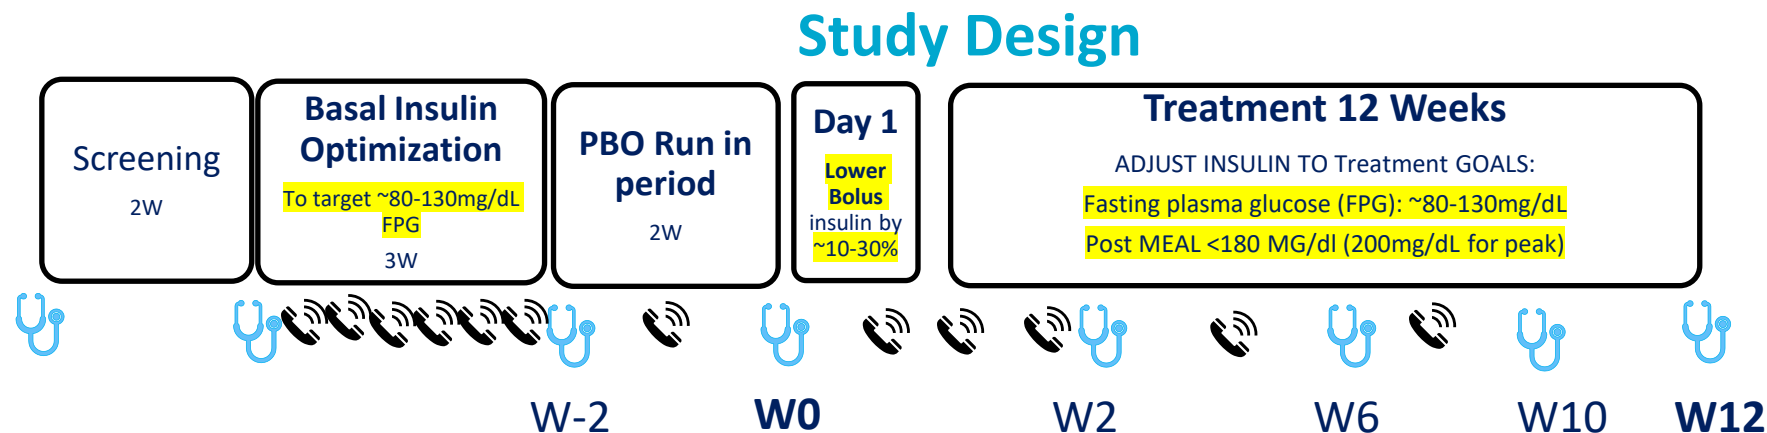 Study Design
Screening
2W
Basal Insulin
Optimization
To target ~80-130mg/dL
FPG
3W
PBO Run in
period
2W
Day 1
Lower
Bolus
insulin by
~10-30%
Treatment 12 Weeks
ADJUST INSULIN TO Treatment GOALS:
Fasting plasma glucose (FPG): ~80-130mg/dL
Post MEAL <180 MG/dl (200mg/dL for peak)
W-2
W0
W2
W6
W10
W12